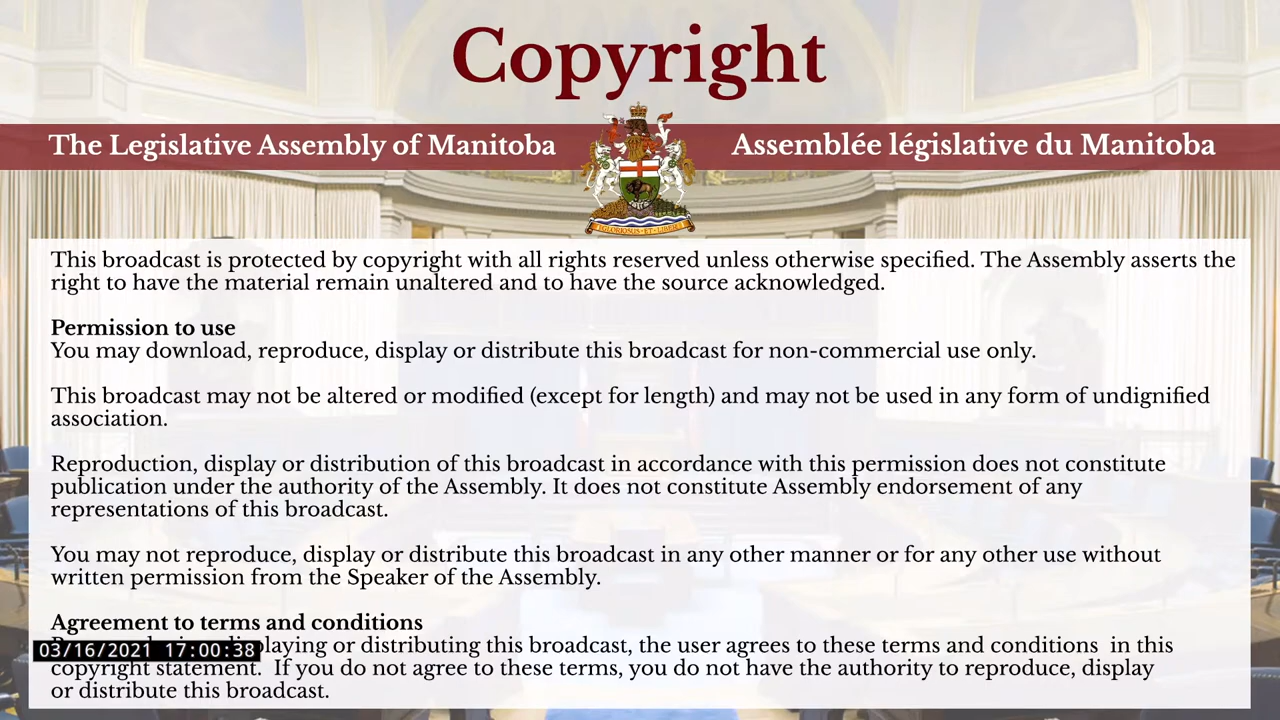 Copyright
The Legislative Assembly of Manitoba
Assemblée législative du Manitoba
GLORIOSUS ET LIBER
This broadcast is protected by copyright with all rights reserved unless otherwise specified. The Assembly asserts the
right to have the material remain unaltered and to have the source acknowledged.
Permission to use
You may download, reproduce, display or distribute this broadcast for non-commercial use only.
This broadcast may not be altered or modified (except for length) and may not be used in any form of undignified
association.
Reproduction, display or distribution of this broadcast in accordance with this permission does not constitute
publication under the authority of the Assembly. It does not constitute Assembly endorsement of any
representations of this broadcast.
You may not reproduce, display or distribute this broadcast in any other manner or for any other use without
written permission from the Speaker of the Assembly.
Agreement to terms and conditions
or distributing this broadcast, the user agrees to these terms and conditions in this
03/16/2021 17:00:38
copyright statement. If you do not agree to these terms, you do not have the authority to reproduce, display
or distribute this broadcast.